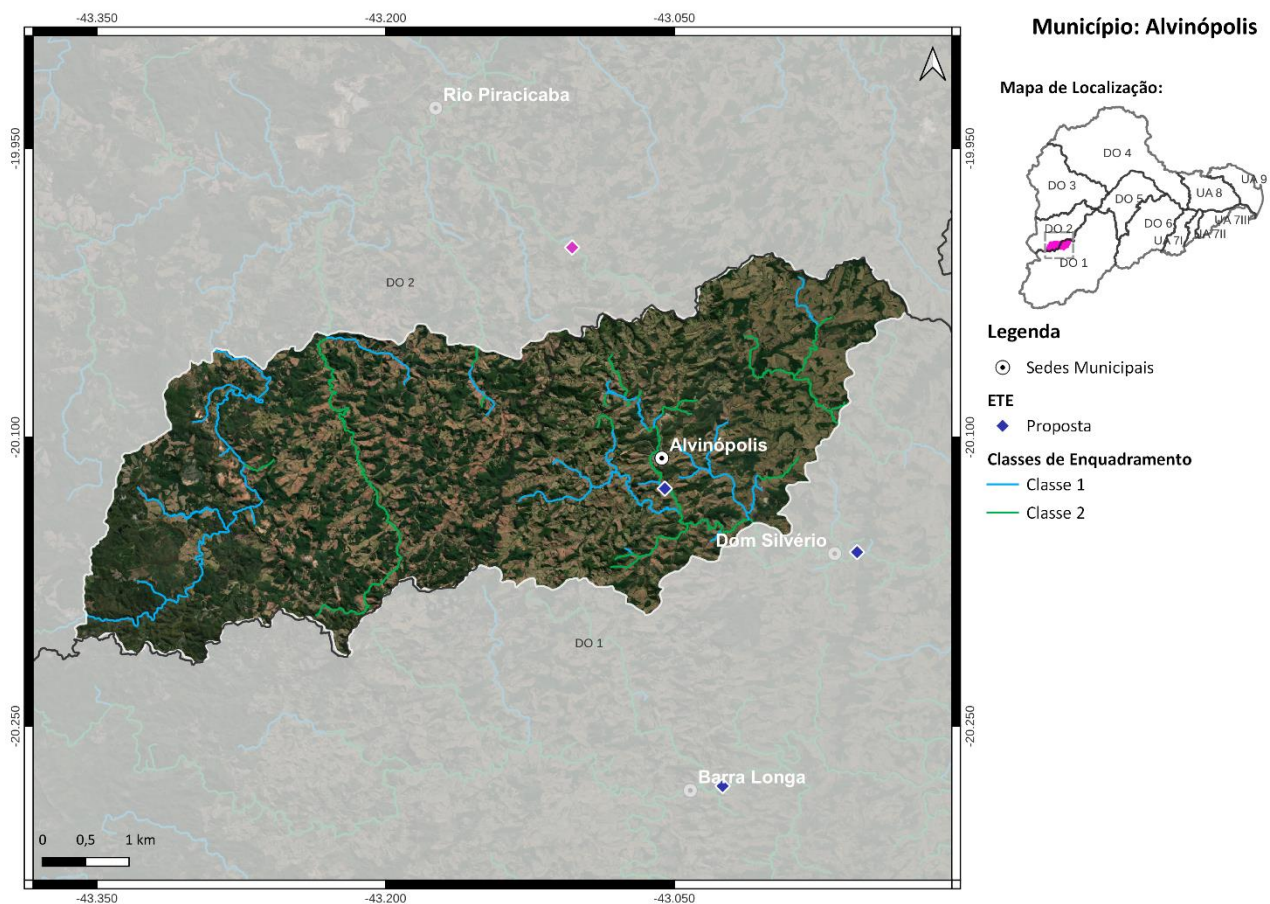 Município: Alvinópolis
-43.350
-43.200
-43.050
Rio Piracicaba
-19.950
-19.950
DO 2
Alvinópolis
-20.100
-20.100
Dom Silvério
DO 1
-20.250
-20.250
Barra Longa
0 0,5 1 km
-43.350
-43.200
-43.050
Mapa de Localização:
DO 4
DO 3
UA 9
UA 8
DO 5
DO 2
DO 6
UA 7III
UA 7II
UA 7I
DO 1
Legenda
Sedes Municipais
ETE
Proposta
Classes de Enquadramento
Classe 1
Classe 2